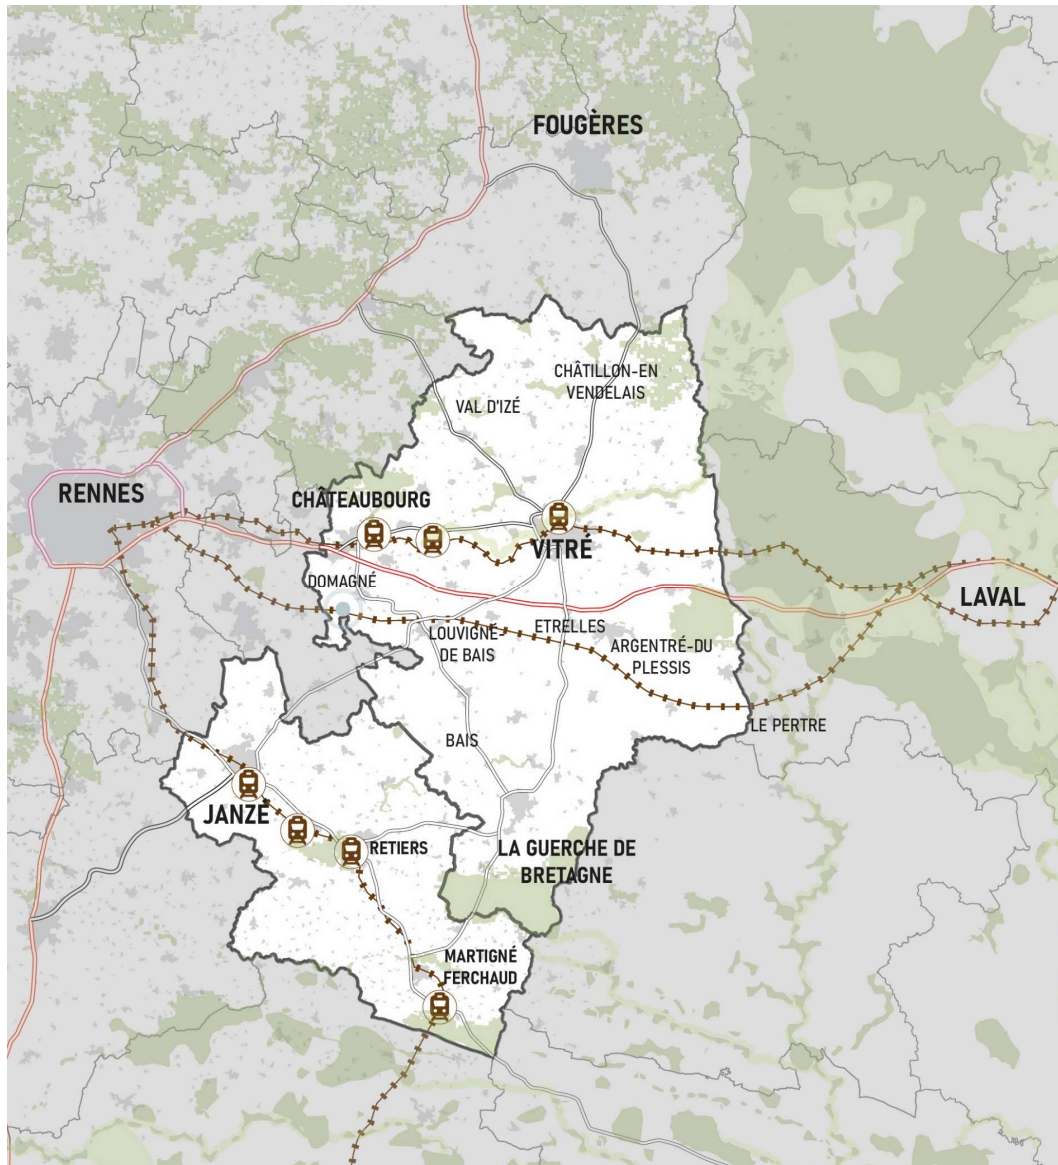 FOUGÈRES
CHÂTILLON-EN
VENDELAIS
VAL D'IZÉ
RENNES
CHÂTEAUBOURG
VITRÉ
DOMAGNÉ
LAVAL
ETRELLES
LOUVIGNÉ-
DE BAIS
ARGENTRÉ-DU
PLESSIS
LE PERTRE
BAIS
JANZÉ
RETIERS
LA GUERCHE DE
BRETAGNE
MARTIGNÉ
FERCHAUD